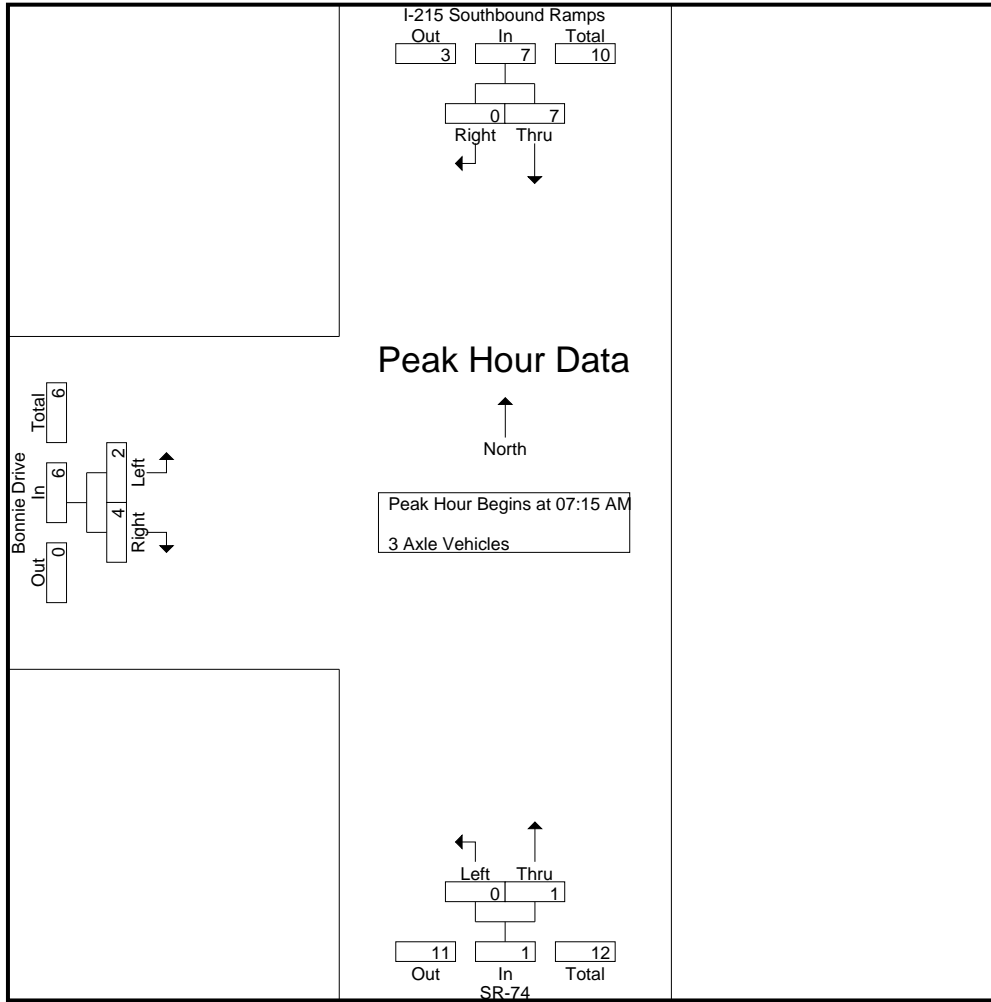 I-215 Southbound Ramps
Out In Total
3 7 10
0 7
Right Thru
Peak Hour Data
North
Peak Hour Begins at 07:15 AM
3 Axle Vehicles
Bonnie Drive
Out In Total
0 6 6
Right Left
4 2
Left Thru
0 1
11 1 12
Out In Total
SR-74